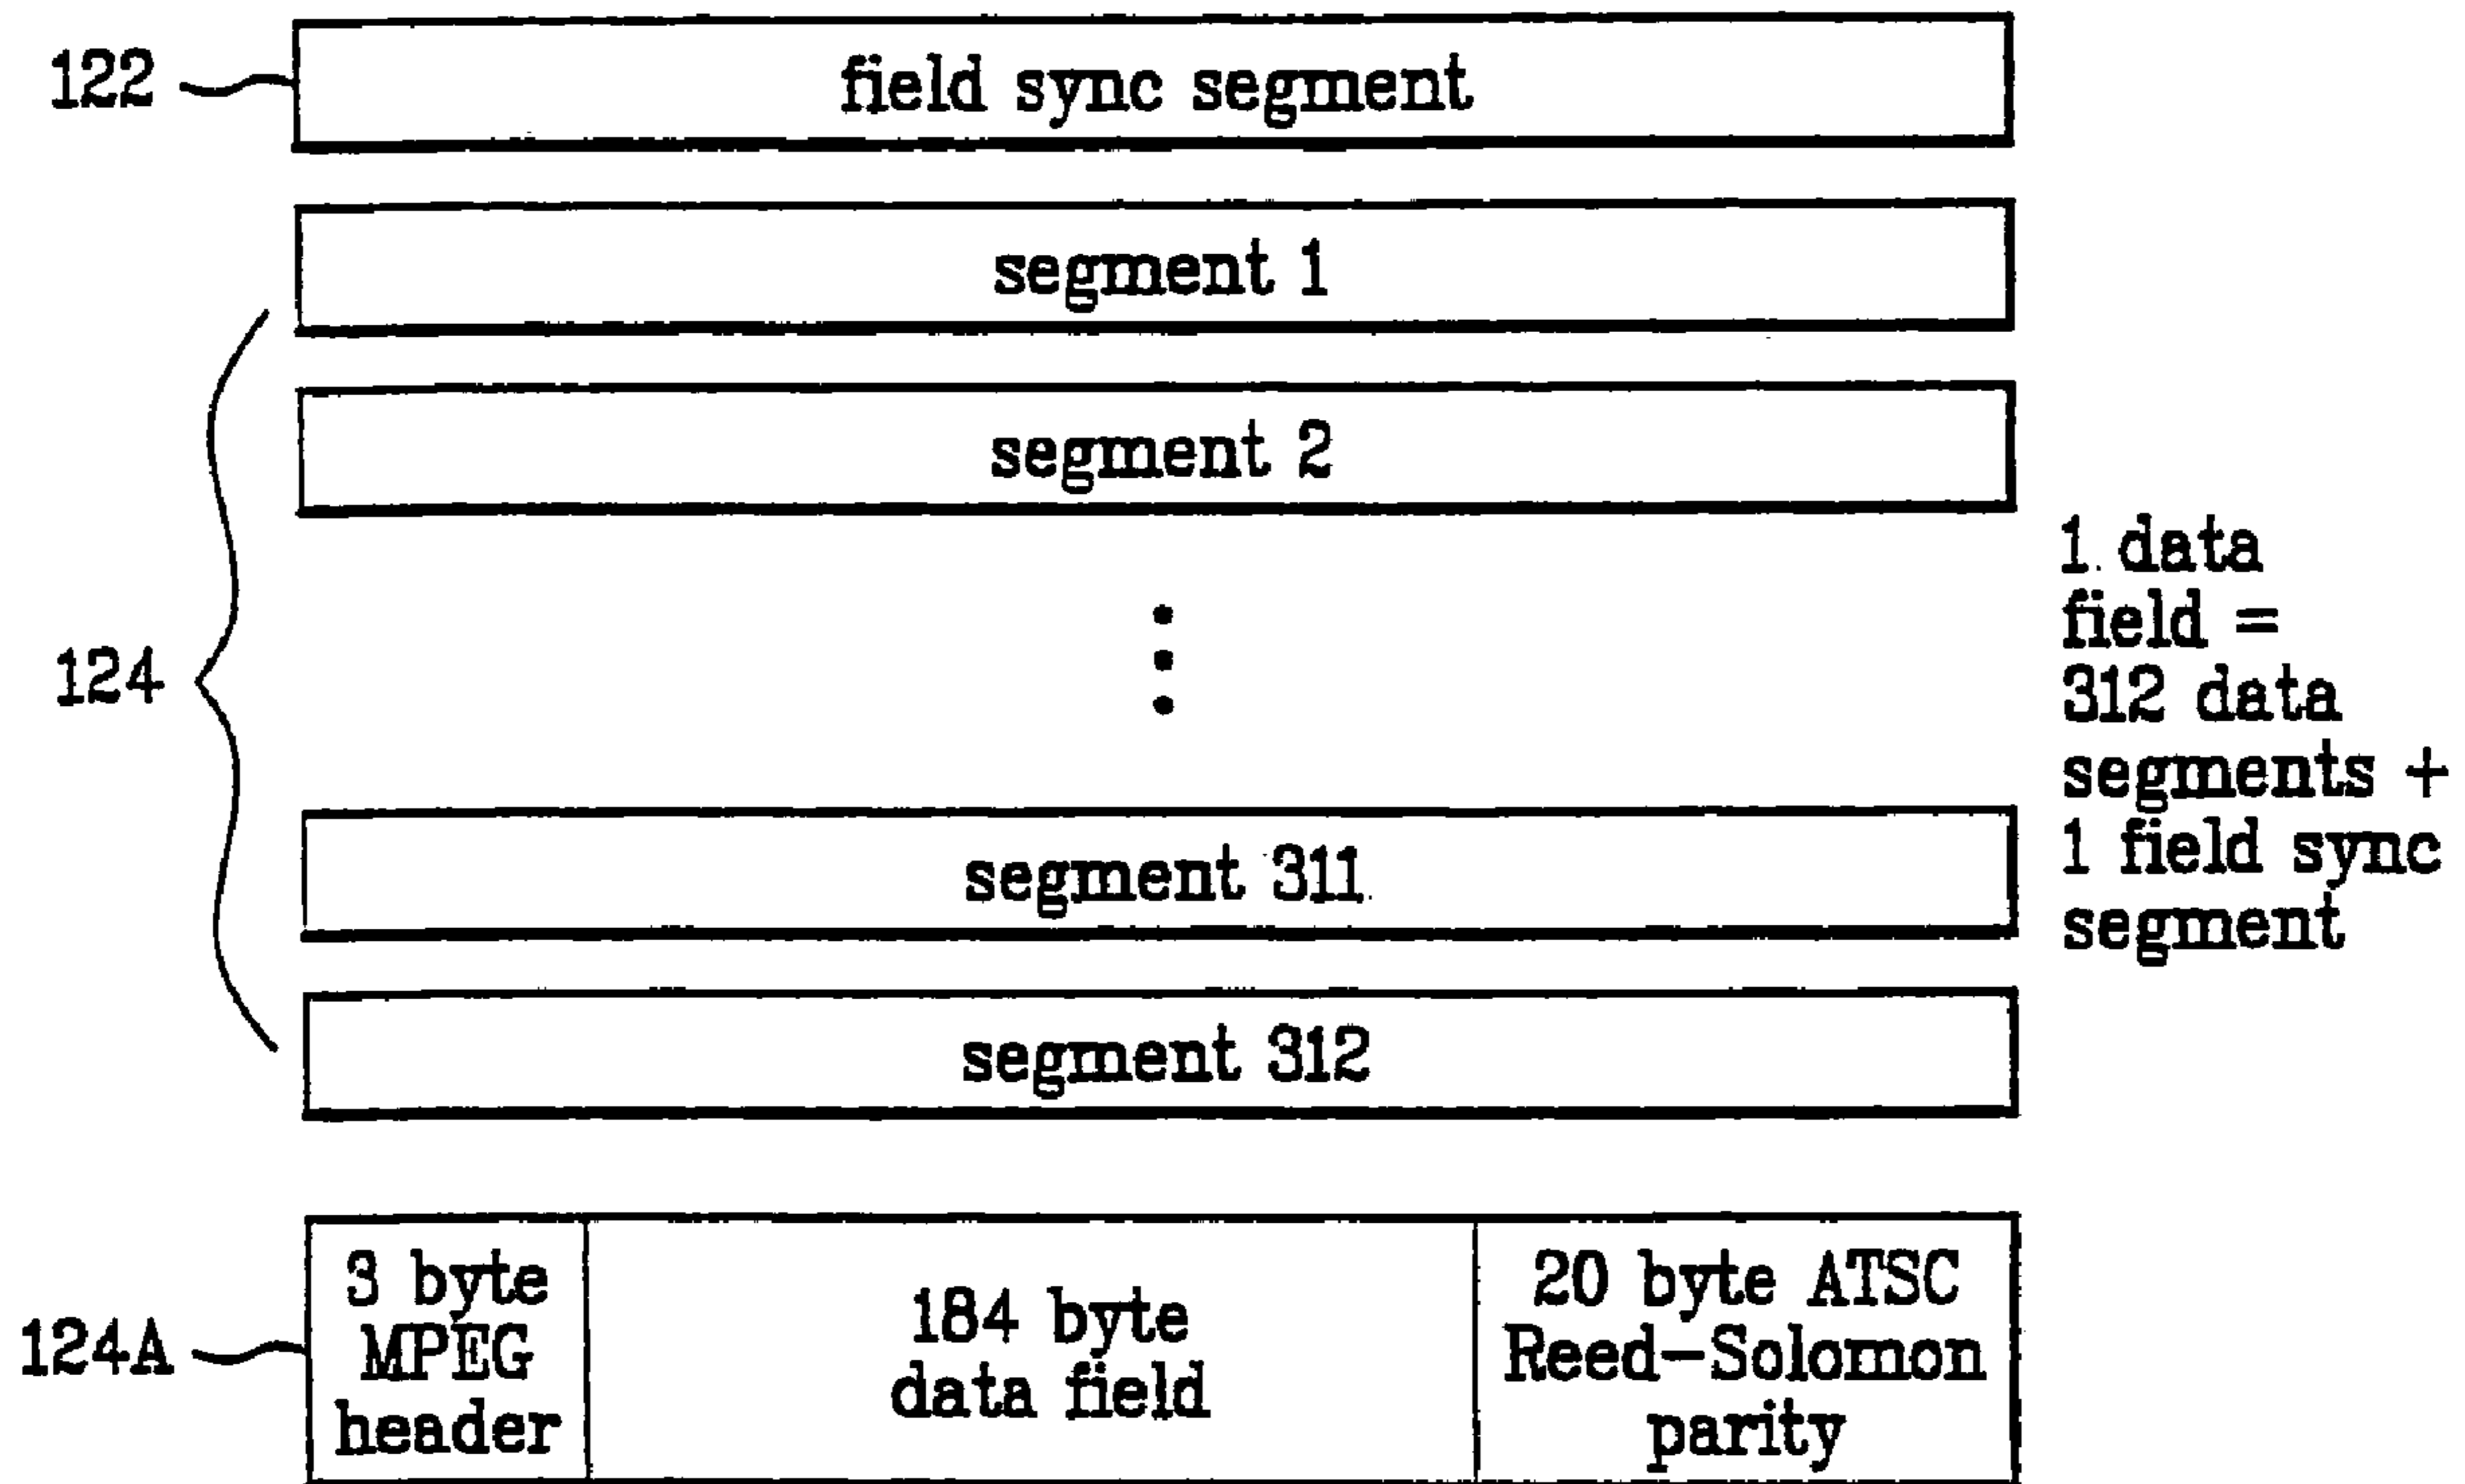 122
field sync segment
segment 1
segment 2
124
1 data
field =
312 data
segments +
1 field sync
segment
segment 311
segment 312
124A
3 byte
MPEG
header
184 byte
data field
20 byte ATSC
Reed-Solomon
parity